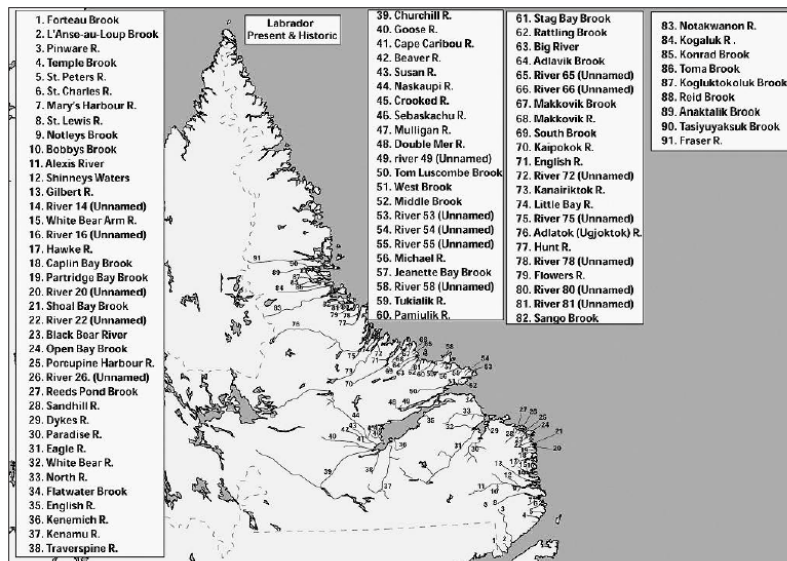 1. Forteau Brook
2. L'Anse-au-Loup Brook
3. Pinware R.
4. Temple Brook
5. St. Peters R.
6. St. Charles R.
7. Mary's Harbour R.
8. St. Lewis R.
9. Notleys Brook
10. Bobbys Brook
11. Alexis River
12. Shinneys Waters
13. Gilbert R.
14. River 14 (Unnamed)
15. White Bear Arm R.
16. River 16 (Unnamed)
17. Hawke R.
18. Caplin Bay Brook
19. Partridge Bay Brook
20. River 20 (Unnamed)
21. Shoal Bay Brook
22. River 22 (Unnamed)
23. Black Bear River
24. Open Bay Brook
25. Porcupine Harbour R.
26. River 26. (Unnamed)
27. Reeds Pond Brook
28. Sandhill R.
29. Dykes R.
30. Paradise R.
31. Eagle R.
32. White Bear R.
33. North R.
34. Flatwater Brook
35. English R.
36. Kenemich R.
37. Kenamu R.
38. Traverspine R.
Labrador
Present & Historic
39. Churchill R.
40. Goose R.
41. Cape Caribou R.
42. Beaver R.
43. Susan R.
44. Naskaupi R.
45. Crooked R.
46. Sebaskachu R.
47. Mulligan R.
48. Double Mer R.
49. river 49 (Unnamed)
50. Tom Luscombe Brook
51. West Brook
52. Middle Brook
53. River 53 (Unnamed)
54. River 54 (Unnamed)
55. River 55 (Unnamed)
56. Michael R.
57. Jeanette Bay Brook
58. River 58 (Unnamed)
59. Tukialik R.
60. Pamiulik R.
61. Stag Bay Brook
62. Rattling Brook
63. Big River
64. Adlavik Brook
65. River 65 (Unnamed)
66. River 66 (Unnamed)
67. Makkovik Brook
68. Makkovik R.
69. South Brook
70. Kaipokok R.
71. English R.
72. River 72 (Unnamed)
73. Kanairiktok R.
74. Little Bay R.
75. River 75 (Unnamed)
76. Adlatok (Ugjoktok) R.
77. Hunt R.
78. River 78 (Unnamed)
79. Flowers R.
80. River 80 (Unnamed)
81. River 81 (Unnamed)
82. Sango Brook
83. Notakwanon R.
84. Kogaluk R .
85. Konrad Brook
86. Toma Brook
87. Kogluktokoluk Brook
88. Reid Brook
89. Anaktalik Brook
90. Tasiyuyaksuk Brook
91. Fraser R.